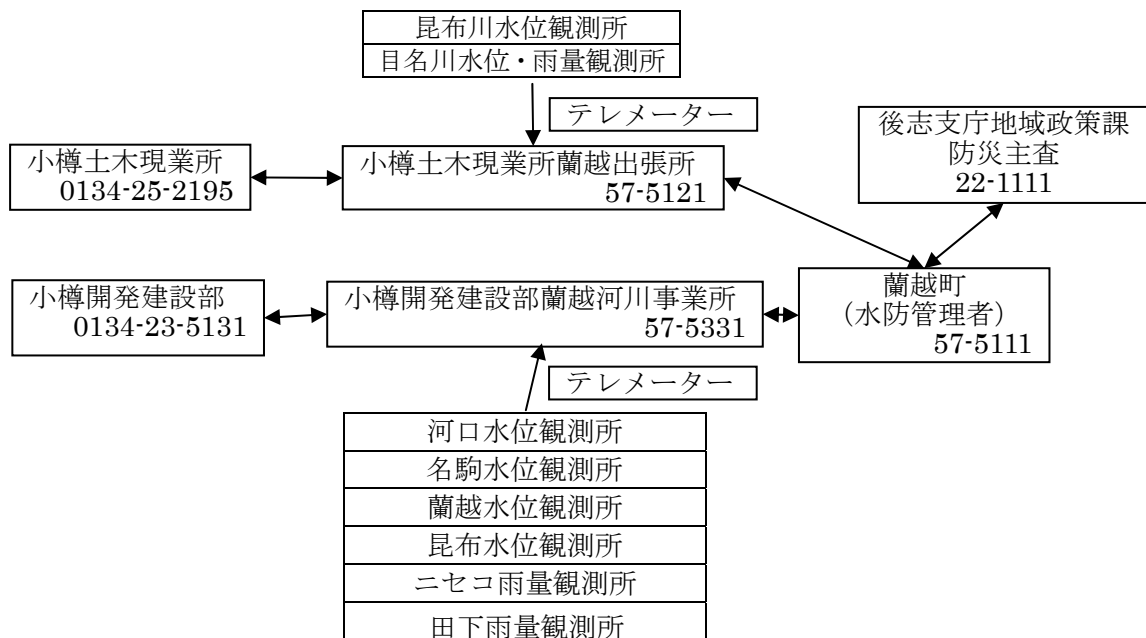 昆布川水位観測所
目名川水位・雨量観測所
テレメーター
後志支庁地域政策課
防災主査
22-1111
小樽土木現業所
0134-25-2195
小樽土木現業所蘭越出張所
57-5121
小樽開発建設部
0134-23-5131
小樽開発建設部蘭越河川事業所
57-5331
蘭越町
(水防管理者)
57-5111
テレメーター
河口水位観測所
名駒水位観測所
蘭越水位観測所
昆布水位観測所
ニセコ雨量観測所
田下雨量観測所